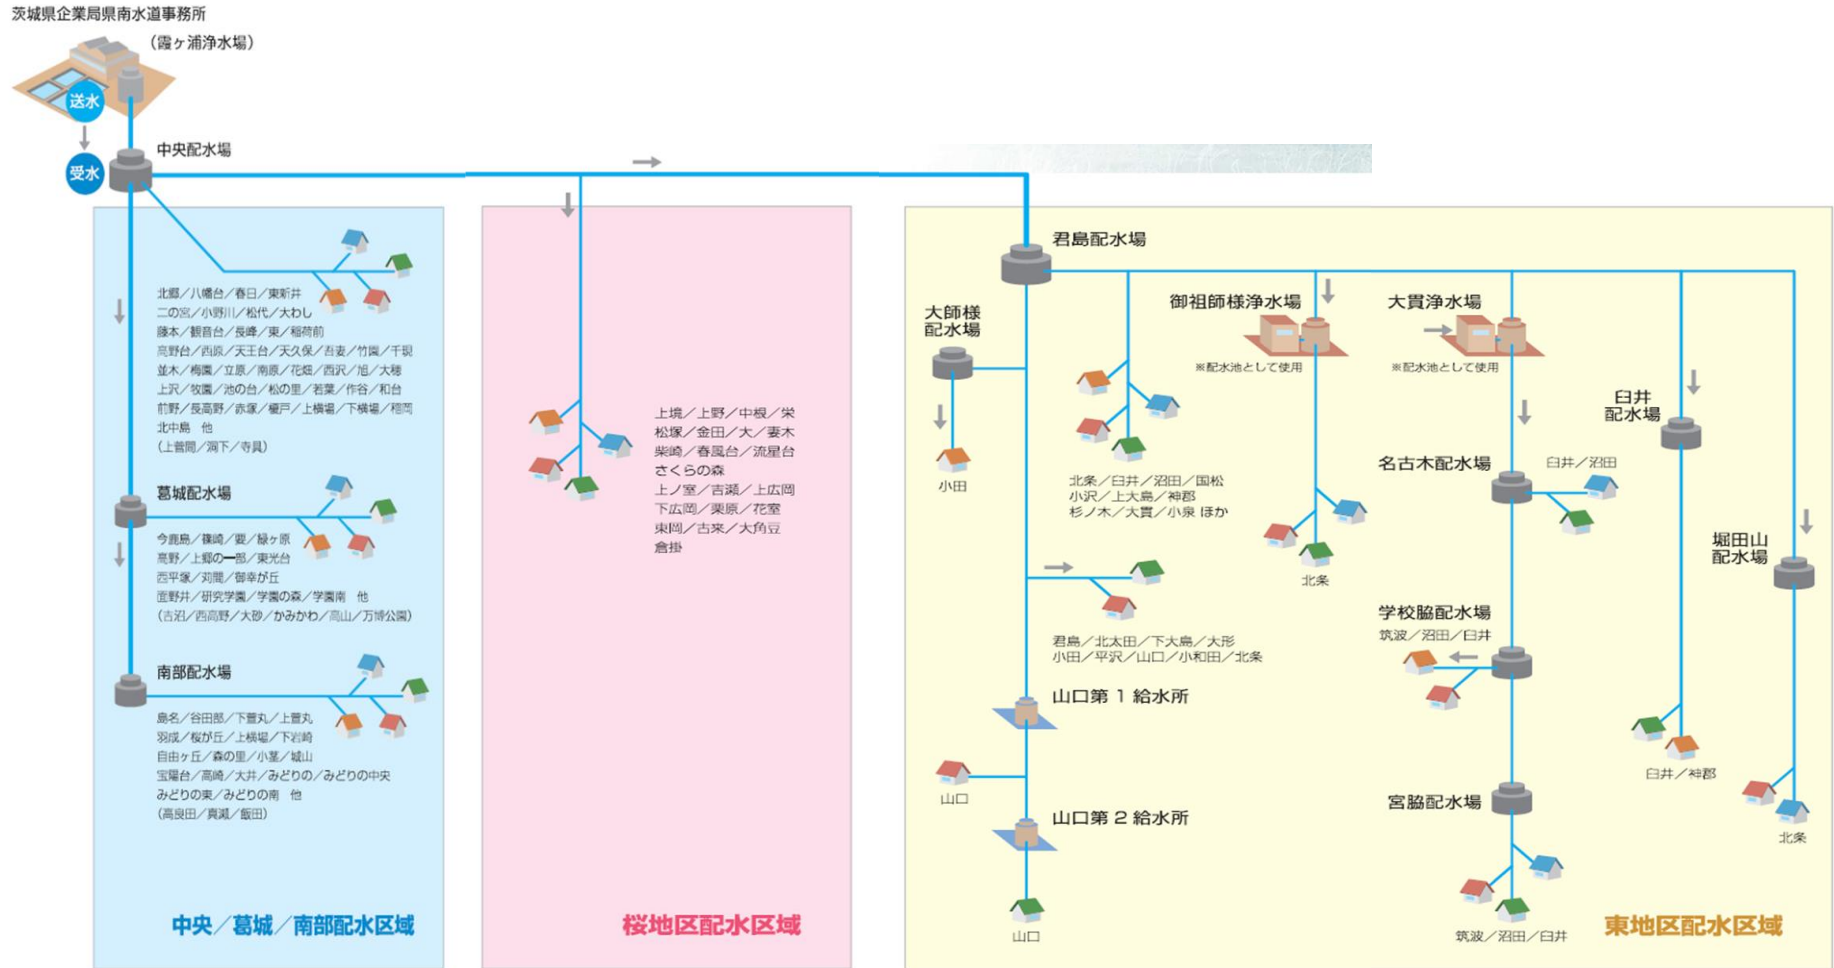 茨城県企業局県南水道事務所
（霞ヶ浦浄水場）
送水
受水
中央配水場
北郷／八幡台／春日／東新井
二の宮／小野川／松代／大わし
藤本／観音台／長峰／東／稲荷前
高野台／西原／天王台／天久保／吾妻／竹園／千現
並木／梅園／立原／南原／花畑／西沢／旭／大穂
上沢／牧園／池の台／松の里／若葉／作谷／和台
前野／長高野／赤塚／榎戸／上横場／下横場／稲岡
北中島　他
（上菅間／洞下／寺具）
葛城配水場
今鹿島／篠崎／要／緑ヶ原
高野／上郷の一部／東光台
西平塚／苅間／御幸が丘
面野井／研究学園／学園の森／学園南　他
（吉沼／西高野／大砂／かみかわ／高山／万博公園）
南部配水場
島名／谷田部／下萱丸／上萱丸
羽成／桜が丘／上横場／下岩崎
自由ヶ丘／森の里／小茎／城山
宝陽台／高崎／大井／みどりの／みどりの中央
みどりの東／みどりの南　他
（高良田／真瀬／飯田）
中央／葛城／南部配水区域
上境／上野／中根／栄
松塚／金田／大／妻木
柴崎／春風台／流星台
さくらの森
上ノ室／吉瀬／上広岡
下広岡／栗原／花室
東岡／古来／大角豆
倉掛
桜地区配水区域
君島配水場
大師様
配水場
小田
北条／臼井／沼田／国松
小沢／上大島／神郡
杉ノ木／大貫／小泉 ほか
君島／北太田／下大島／大形
小田／平沢／山口／小和田／北条
山口第１給水所
山口
山口第２給水所
山口
御祖師様浄水場
※配水池として使用
北条
大貫浄水場
※配水池として使用
名古木配水場
臼井／沼田
学校脇配水場
筑波／沼田／臼井
宮脇配水場
筑波／沼田／臼井
臼井
配水場
臼井／神郡
堀田山
配水場
北条
東地区配水区域